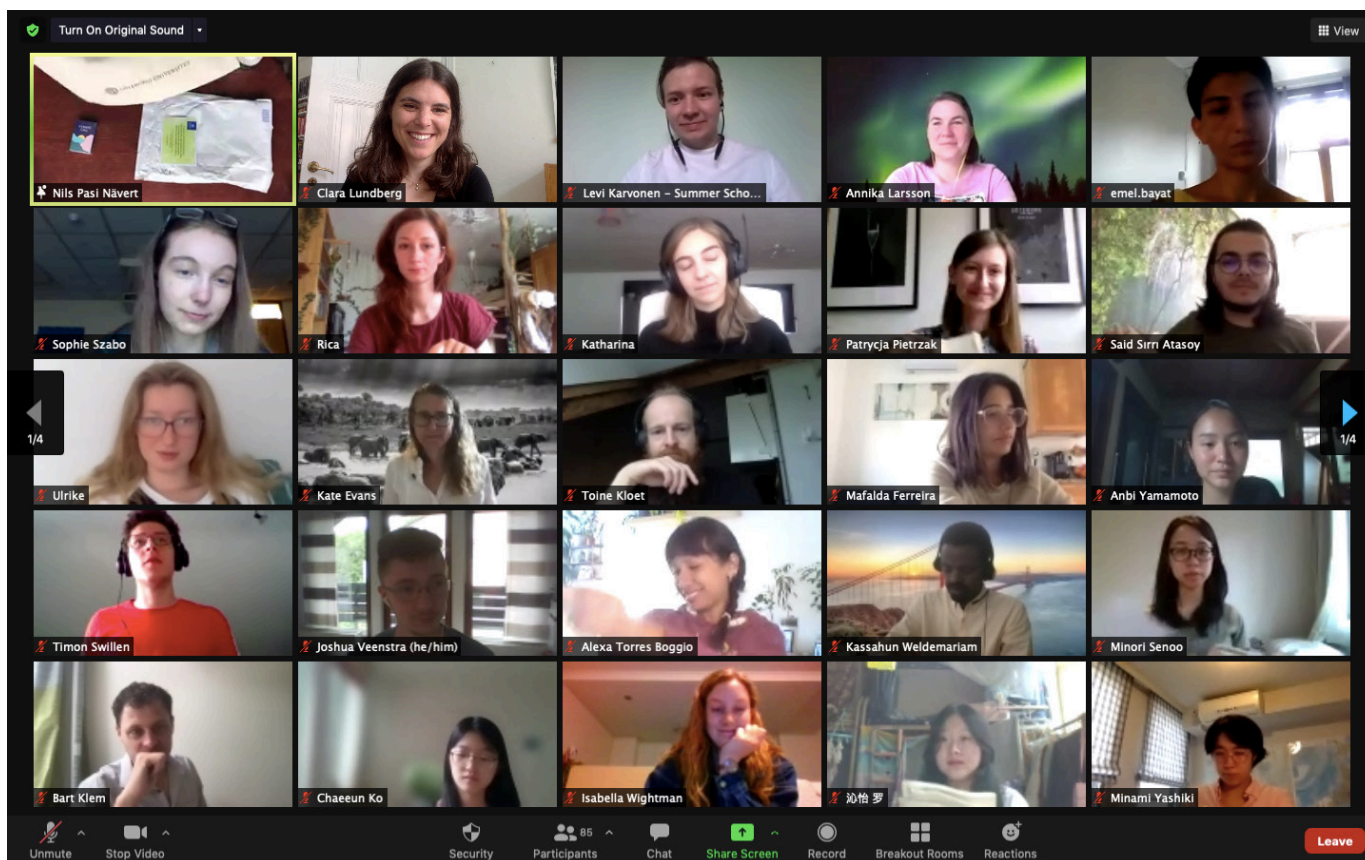 Turn On Original Sound
View
Nils Pasi Nävert
Clara Lundberg
Levi Karvonen – Summer Scho...
Annika Larsson
emel.bayat
Sophie Szabo
Rica
Katharina
Patrycja Pietrzak
Said Sırrı Atasoy
1/4
1/4
Ulrike
Kate Evans
Toine Kloet
Mafalda Ferreira
Anbi Yamamoto
Timon Swillen
Joshua Veenstra (he/him)
Alexa Torres Boggio
Kassahun Weldemariam
Minori Senoo
Bart Klem
Chaeeun Ko
Isabella Wightman
沁怡 罗
Minami Yashiki
Unmute
Stop Video
Security
85
Participants
Chat
Share Screen
Record
Breakout Rooms
Reactions
Leave